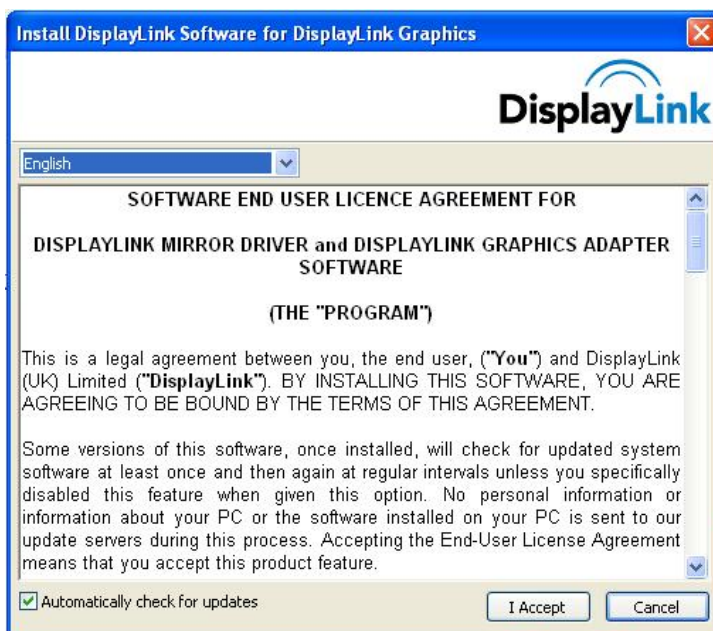 Install DisplayLink Software for DisplayLink Graphics
DisplayLink
English
SOFTWARE END USER LICENCE AGREEMENT FOR
DISPLAYLINK MIRROR DRIVER and DISPLAYLINK GRAPHICS ADAPTER
SOFTWARE
(THE "PROGRAM")
This is a legal agreement between you, the end user, ("You") and DisplayLink
(UK) Limited ("DisplayLink"). BY INSTALLING THIS SOFTWARE, YOU ARE
AGREEING TO BE BOUND BY THE TERMS OF THIS AGREEMENT.
Some versions of this software, once installed, will check for updated system
software at least once and then again at regular intervals unless you specifically
disabled this feature when given this option. No personal information or
information about your PC or the software installed on your PC is sent to our
update servers during this process. Accepting the End-User License Agreement
means that you accept this product feature.
Automatically check for updates
I Accept
Cancel